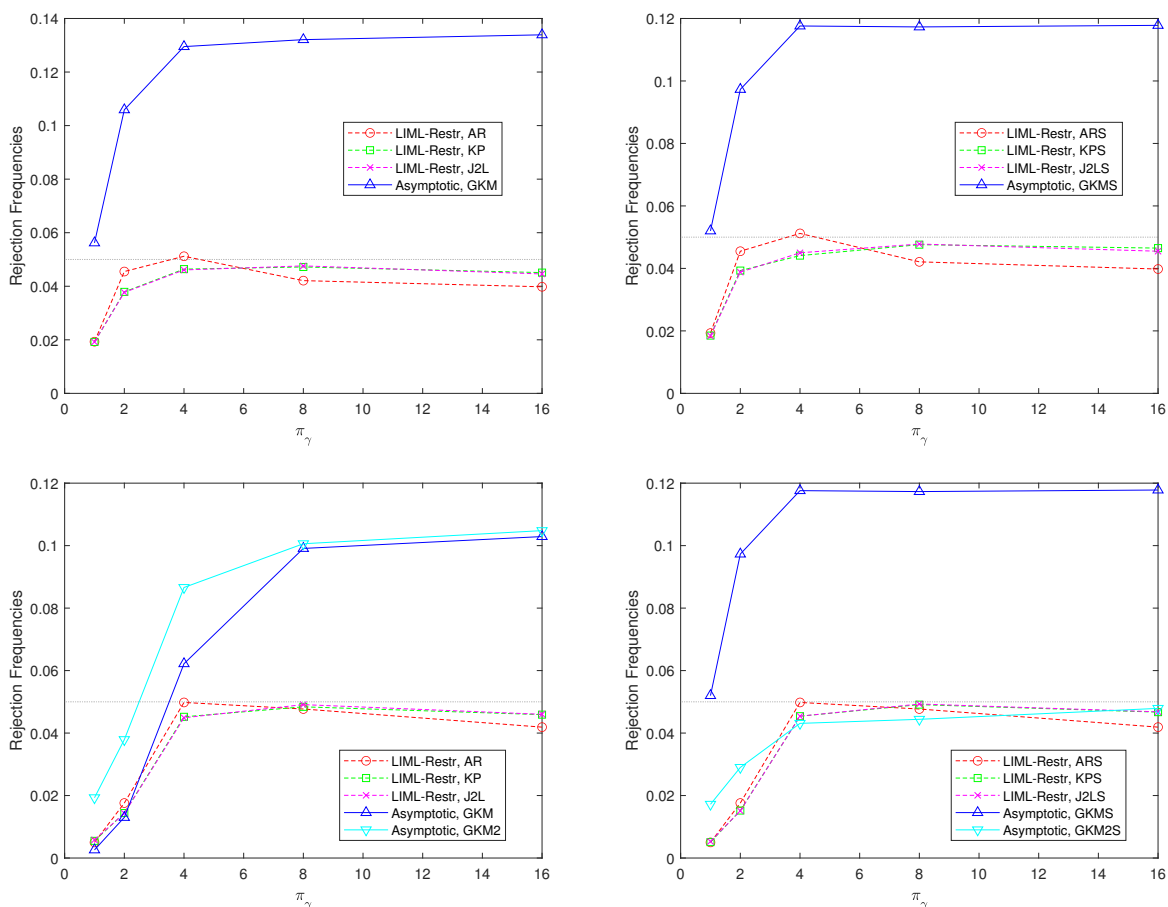 0.14
0.12
0.1
0.08
0.06
0.04
0.02
0
Rejection Frequencies
0 2 4 6 8 10 12 14 16
π_γ
LIML-Restr, AR
LIML-Restr, KP
LIML-Restr, J2L
Asymptotic, GKM
0.12
0.1
0.08
0.06
0.04
0.02
0
Rejection Frequencies
0 2 4 6 8 10 12 14 16
π_γ
LIML-Restr, ARS
LIML-Restr, KPS
LIML-Restr, J2LS
Asymptotic, GKMS
0.12
0.1
0.08
0.06
0.04
0.02
0
Rejection Frequencies
0 2 4 6 8 10 12 14 16
π_γ
LIML-Restr, AR
LIML-Restr, KP
LIML-Restr, J2L
Asymptotic, GKM
Asymptotic, GKM2
0.12
0.1
0.08
0.06
0.04
0.02
0
Rejection Frequencies
0 2 4 6 8 10 12 14 16
π_γ
LIML-Restr, ARS
LIML-Restr, KPS
LIML-Restr, J2LS
Asymptotic, GKMS
Asymptotic, GKM2S